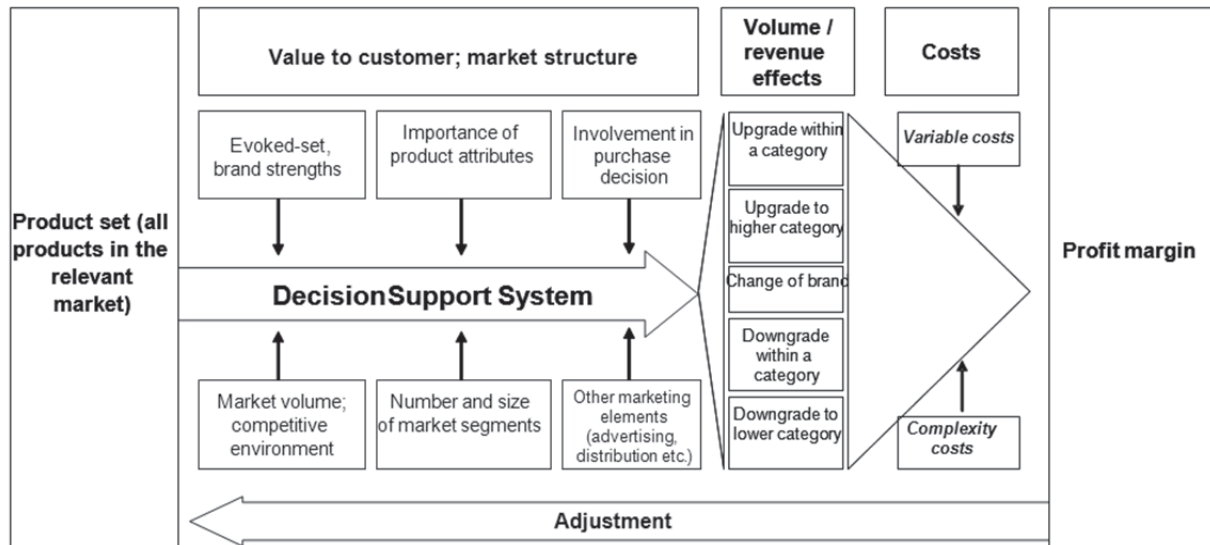 Value to customer; market structure
Volume /
revenue
effects
Costs
Evoked-set,
brand strengths
Importance of
product attributes
Involvement in
purchase
decision
Upgrade within
a category
Variable costs
Product set (all
products in the
relevant
market)
Upgrade to
higher category
Profit margin
DecisionSupport System
Change of brand
Downgrade
within a
category
Market volume;
competitive
environment
Number and size
of market segments
Other marketing
elements
(advertising,
distribution etc.)
Downgrade to
lower category
Complexity
costs
Adjustment